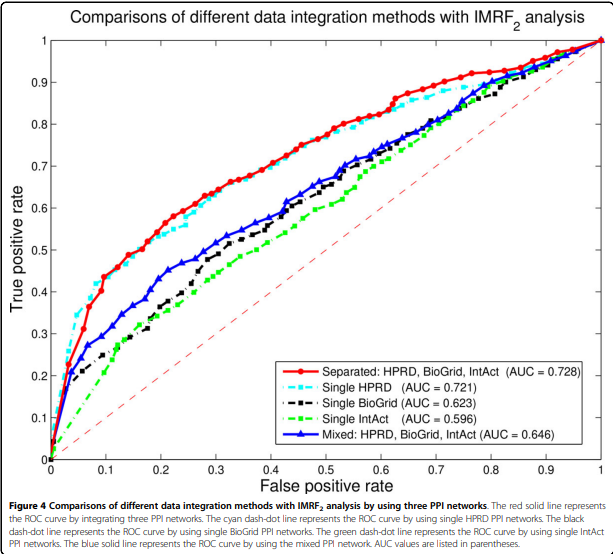 Comparisons of different data integration methods with IMRF2 analysis
1
0.9
0.8
0.7
0.6
0.5
0.4
0.3
0.2
0.1
0
True positive rate
0 0.1 0.2 0.3 0.4 0.5 0.6 0.7 0.8 0.9 1
False positive rate
Separated: HPRD, BioGrid, IntAct (AUC = 0.728)
Single HPRD (AUC = 0.721)
Single BioGrid (AUC = 0.623)
Single IntAct (AUC = 0.596)
Mixed: HPRD, BioGrid, IntAct (AUC = 0.646)
Figure 4 Comparisons of different data integration methods with IMRF2 analysis by using three PPI networks. The red solid line represents
the ROC curve by integrating three PPI networks. The cyan dash-dot line represents the ROC curve by using single HPRD PPI networks. The black
dash-dot line represents the ROC curve by using single BioGrid PPI networks. The green dash-dot line represents the ROC curve by using single IntAct
PPI networks. The blue solid line represents the ROC curve by using the mixed PPI network. AUC values are listed in parentheses.